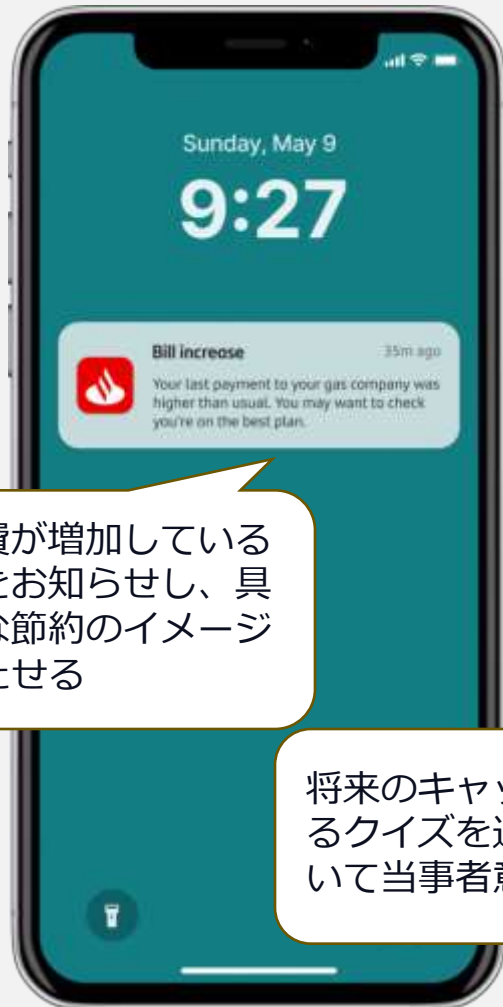 Sunday, May 9
9:27
Bill increase
35m ago
Your last payment to your gas company was
higher than usual. You may want to check
you're on the best plan.
費が増加している
をお知らせし、具
な節約のイメージ
たせる
将来のキャッ
るクイズを通
いて当事者意